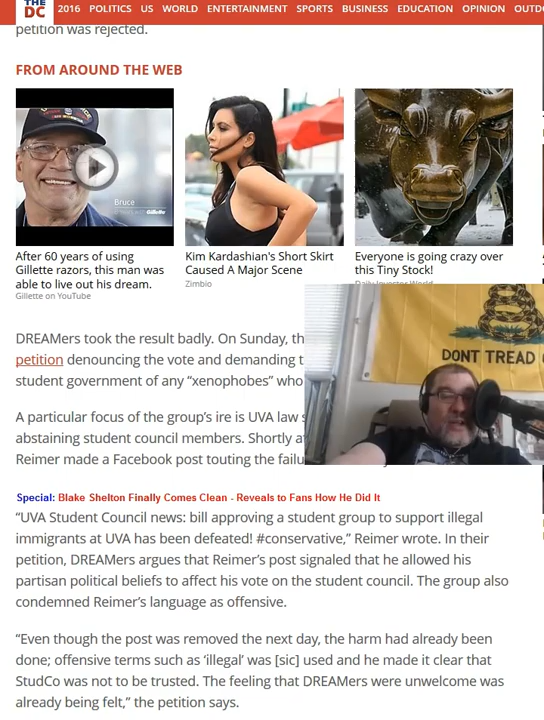 THE
DC
2016 POLITICS US WORLD ENTERTAINMENT SPORTS BUSINESS EDUCATION OPINION OUTDO
petition was rejected.
FROM AROUND THE WEB
Bruce
Gillette
After 60 years of using
Gillette razors, this man was
able to live out his dream.
Gillette on YouTube
Kim Kardashian's Short Skirt
Caused A Major Scene
Zimbio
Everyone is going crazy over
this Tiny Stock!
Daily Investor World
DONT TREAD
DREAMers took the result badly. On Sunday, th
petition denouncing the vote and demanding t
student government of any “xenophobes” who
A particular focus of the group’s ire is UVA law s
abstaining student council members. Shortly a
Reimer made a Facebook post touting the failu
Special: Blake Shelton Finally Comes Clean - Reveals to Fans How He Did It
“UVA Student Council news: bill approving a student group to support illegal
immigrants at UVA has been defeated! #conservative,” Reimer wrote. In their
petition, DREAMers argues that Reimer’s post signaled that he allowed his
partisan political beliefs to affect his vote on the student council. The group also
condemned Reimer’s language as offensive.
“Even though the post was removed the next day, the harm had already been
done; offensive terms such as ‘illegal’ was [sic] used and he made it clear that
StudCo was not to be trusted. The feeling that DREAMers were unwelcome was
already being felt,” the petition says.